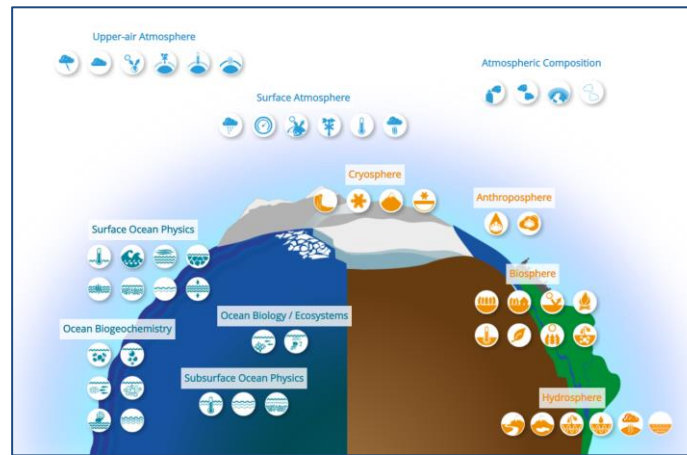 Upper-air Atmosphere
Atmospheric Composition
Surface Atmosphere
Cryosphere
Anthroposphere
Surface Ocean Physics
Biosphere
Ocean Biology / Ecosystems
Ocean Biogeochemistry
Subsurface Ocean Physics
Hydrosphere